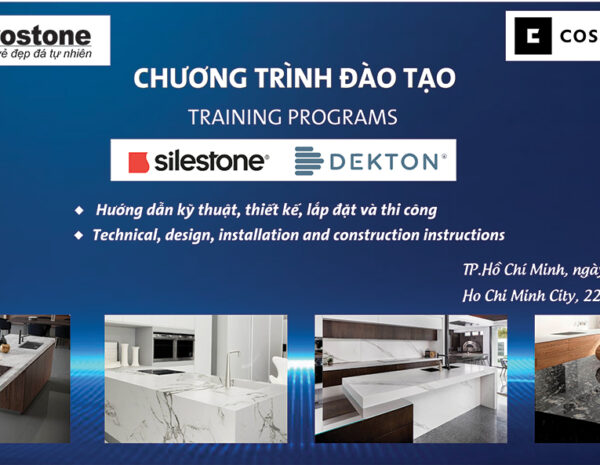 ostone
vẻ đẹp đá tự nhiên
COS
CHƯƠNG TRÌNH ĐÀO TẠO
TRAINING PROGRAMS
silestone®
DEKTON®
Hướng dẫn kỹ thuật, thiết kế, lắp đặt và thi công
Technical, design, installation and construction instructions
TP.Hồ Chí Minh, ngày
Ho Chi Minh City, 22